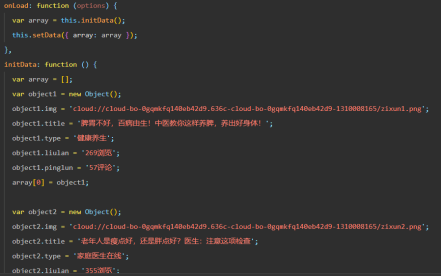 onLoad: function (options) {
var array = this.initData();
this.setData({ array: array });
},
initData: function () {
var array = [];
var object1 = new Object();
object1.img = 'cloud://cloud-bo-0gqmkfq140eb42d9.636c-cloud-bo-0gqmkfq140eb42d9-1310008165/zixun1.png';
object1.title = '脾胃不好，百病由生！中医教你这样养脾，养出好身体！';
object1.type = '健康养生';
object1.liulan = '269浏览';
object1.pinglun = '57评论';
array[0] = object1;
var object2 = new Object();
object2.img = 'cloud://cloud-bo-0gqmkfq140eb42d9.636c-cloud-bo-0gqmkfq140eb42d9-1310008165/zixun2.png';
object2.title = '老年人是瘦点好，还是胖点好？医生：注意这项检查';
object2.type = '家庭医生在线';
object2.liulan = '355浏览';